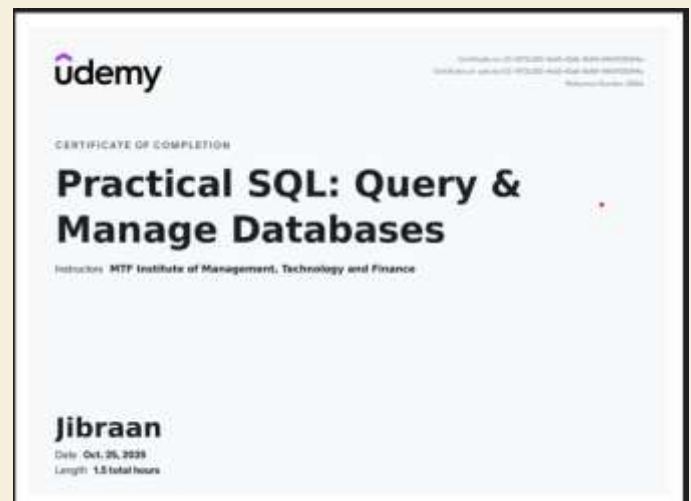 udemy
CERTIFICATE OF COMPLETION
Practical SQL: Query &
Manage Databases
Instructors MTF Institute of Management, Technology and Finance
Jibraan
Date Oct. 25, 2025
Length 1.5 total hours